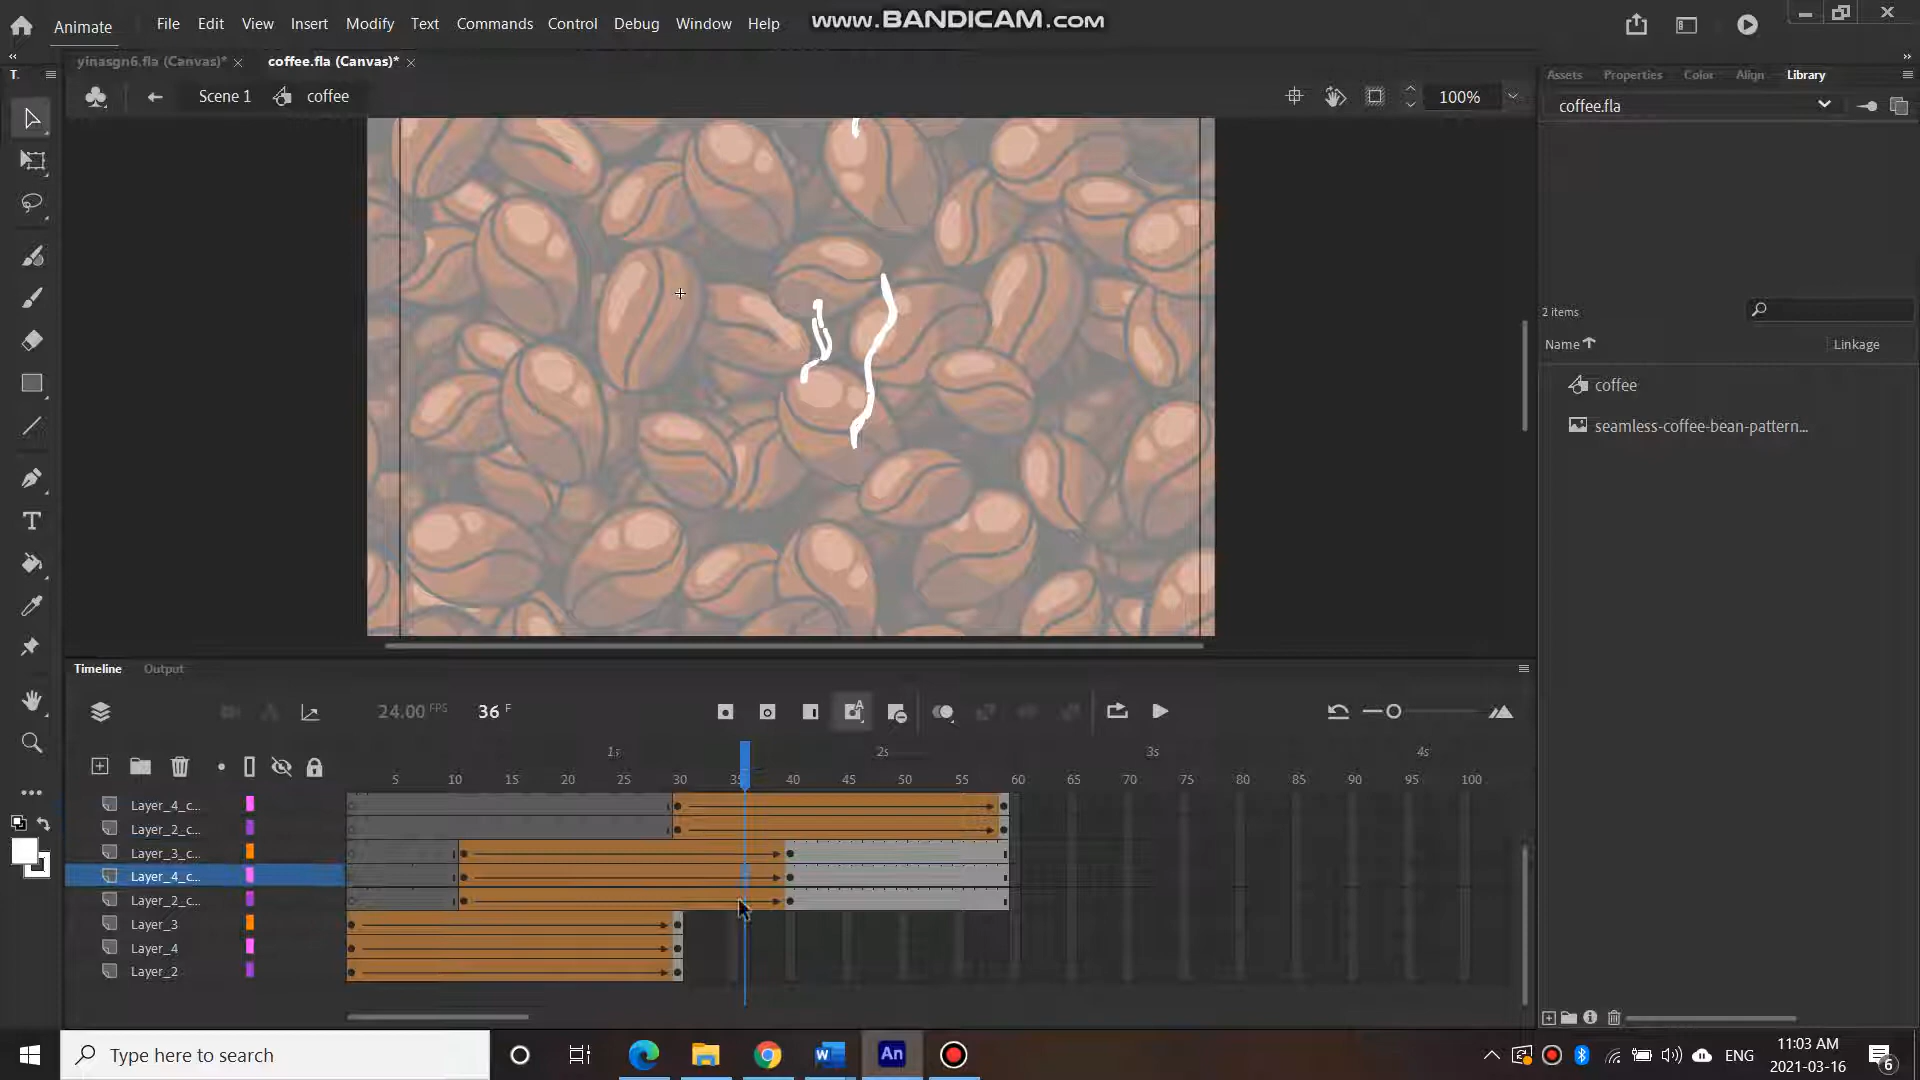 Animate
File Edit View Insert Modify Text Commands Control Debug Window Help
www.BANDICAM.com
yinasgn6.fla (Canvas)*
coffee.fla (Canvas)*
T.
Scene 1
coffee
100%
Assets Properties Color Align Library
coffee.fla
2 items
Name
Linkage
coffee
seamless-coffee-bean-pattern...
Timeline Output
24.00 FPS
36 F
1s 2s 3s 4s
5 10 15 20 25 30 35 40 45 50 55 60 65 70 75 80 85 90 95 100
Layer_4_c...
Layer_2_c...
Layer_3_c...
Layer_4_c...
Layer_2_c...
Layer_3
Layer_4
Layer_2
Type here to search
An
ENG
11:03 AM
2021-03-16
6